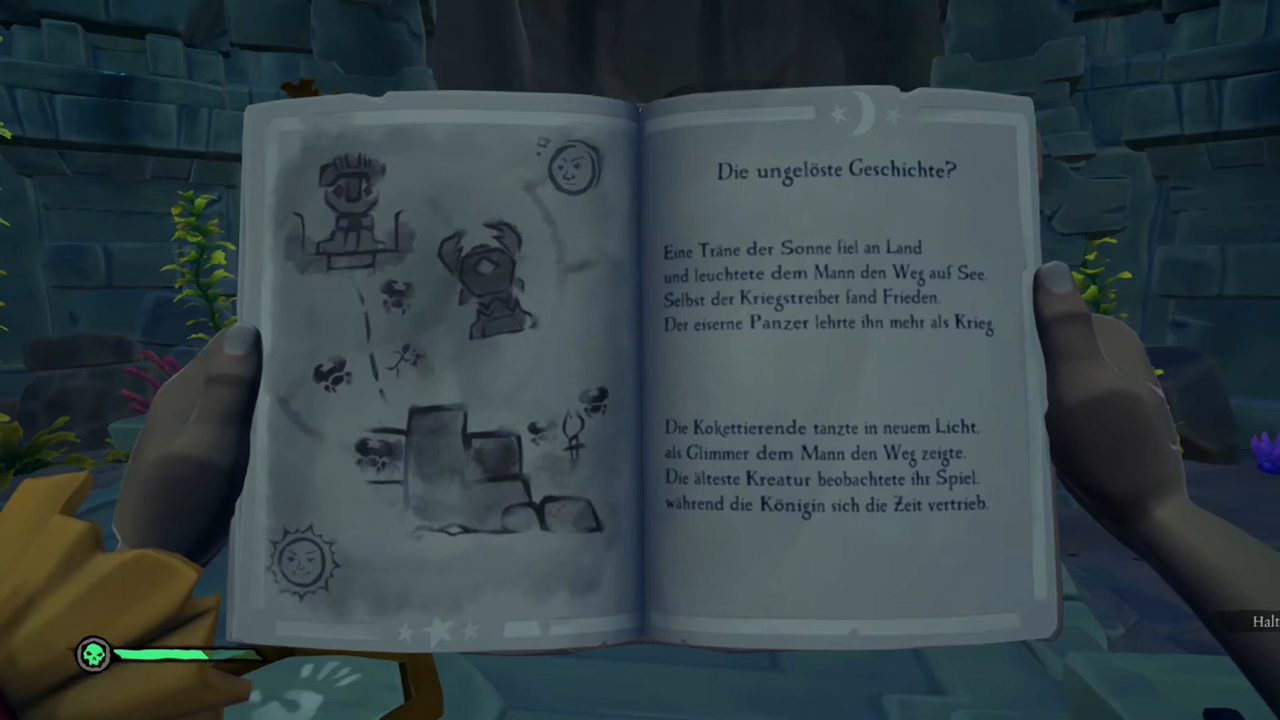 Die ungelöste Geschichte?
Eine Träne der Sonne fiel an Land
und leuchtete dem Mann den Weg auf See.
Selbst der Kriegstreiber fand Frieden.
Der eiserne Panzer lehrte ihn mehr als Krieg.
Die Kokettierende tanzte in neuem Licht,
als Glimmer dem Mann den Weg zeigte.
Die älteste Kreatur beobachtete ihr Spiel,
während die Königin sich die Zeit vertrieb.
Halt